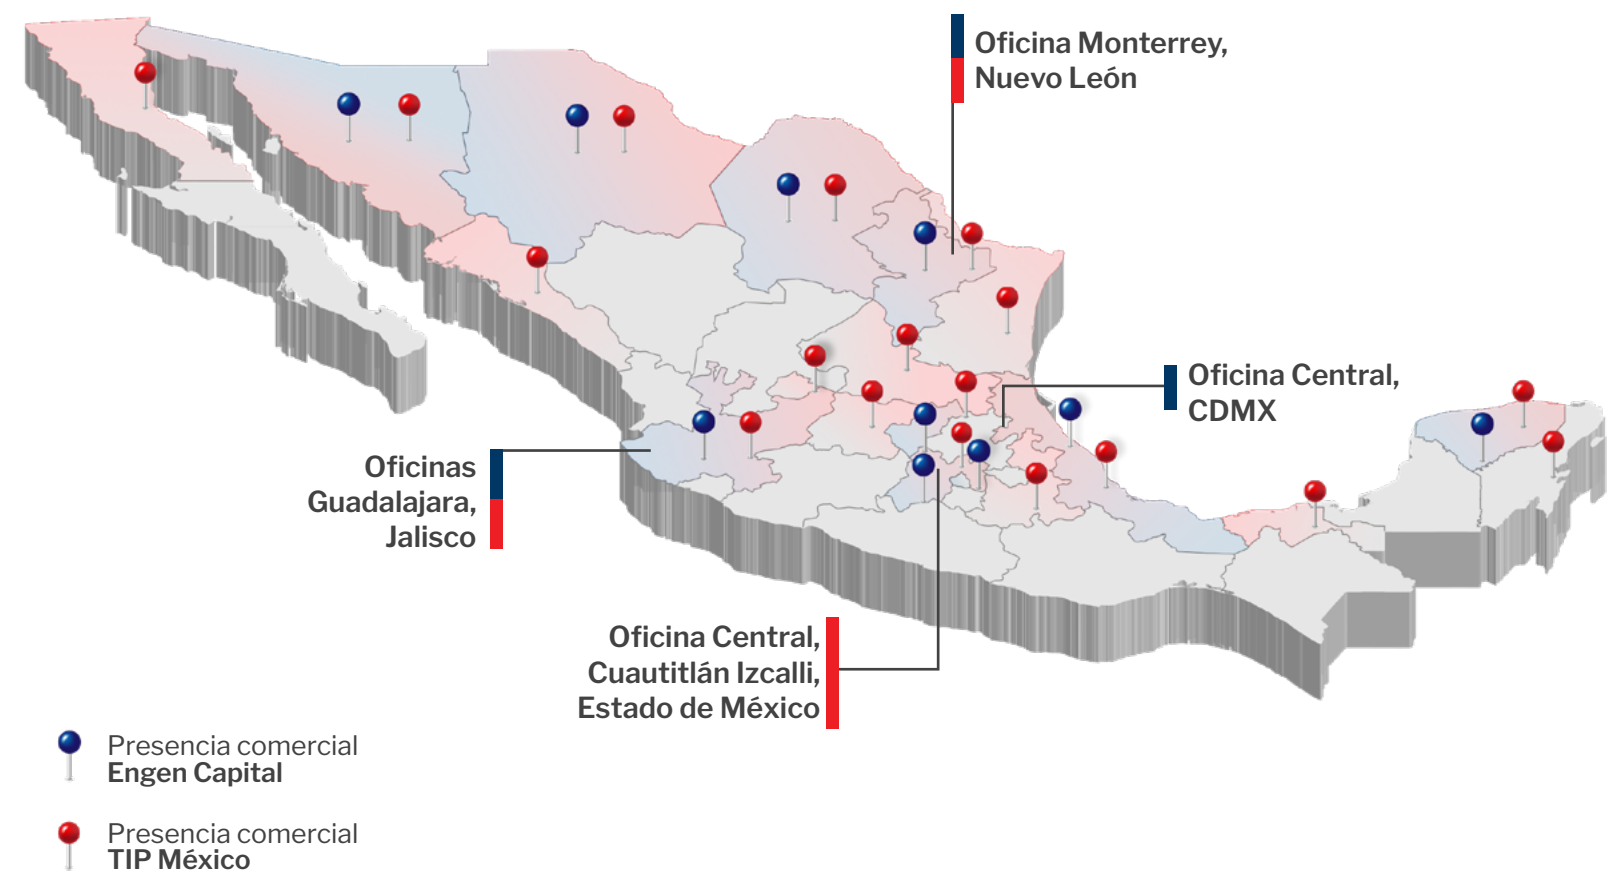 Oficina Monterrey,
Nuevo León
Oficina Central,
CDMX
Oficinas
Guadalajara,
Jalisco
Oficina Central,
Cuautitlán Izcalli,
Estado de México
Presencia comercial
Engen Capital
Presencia comercial
TIP México